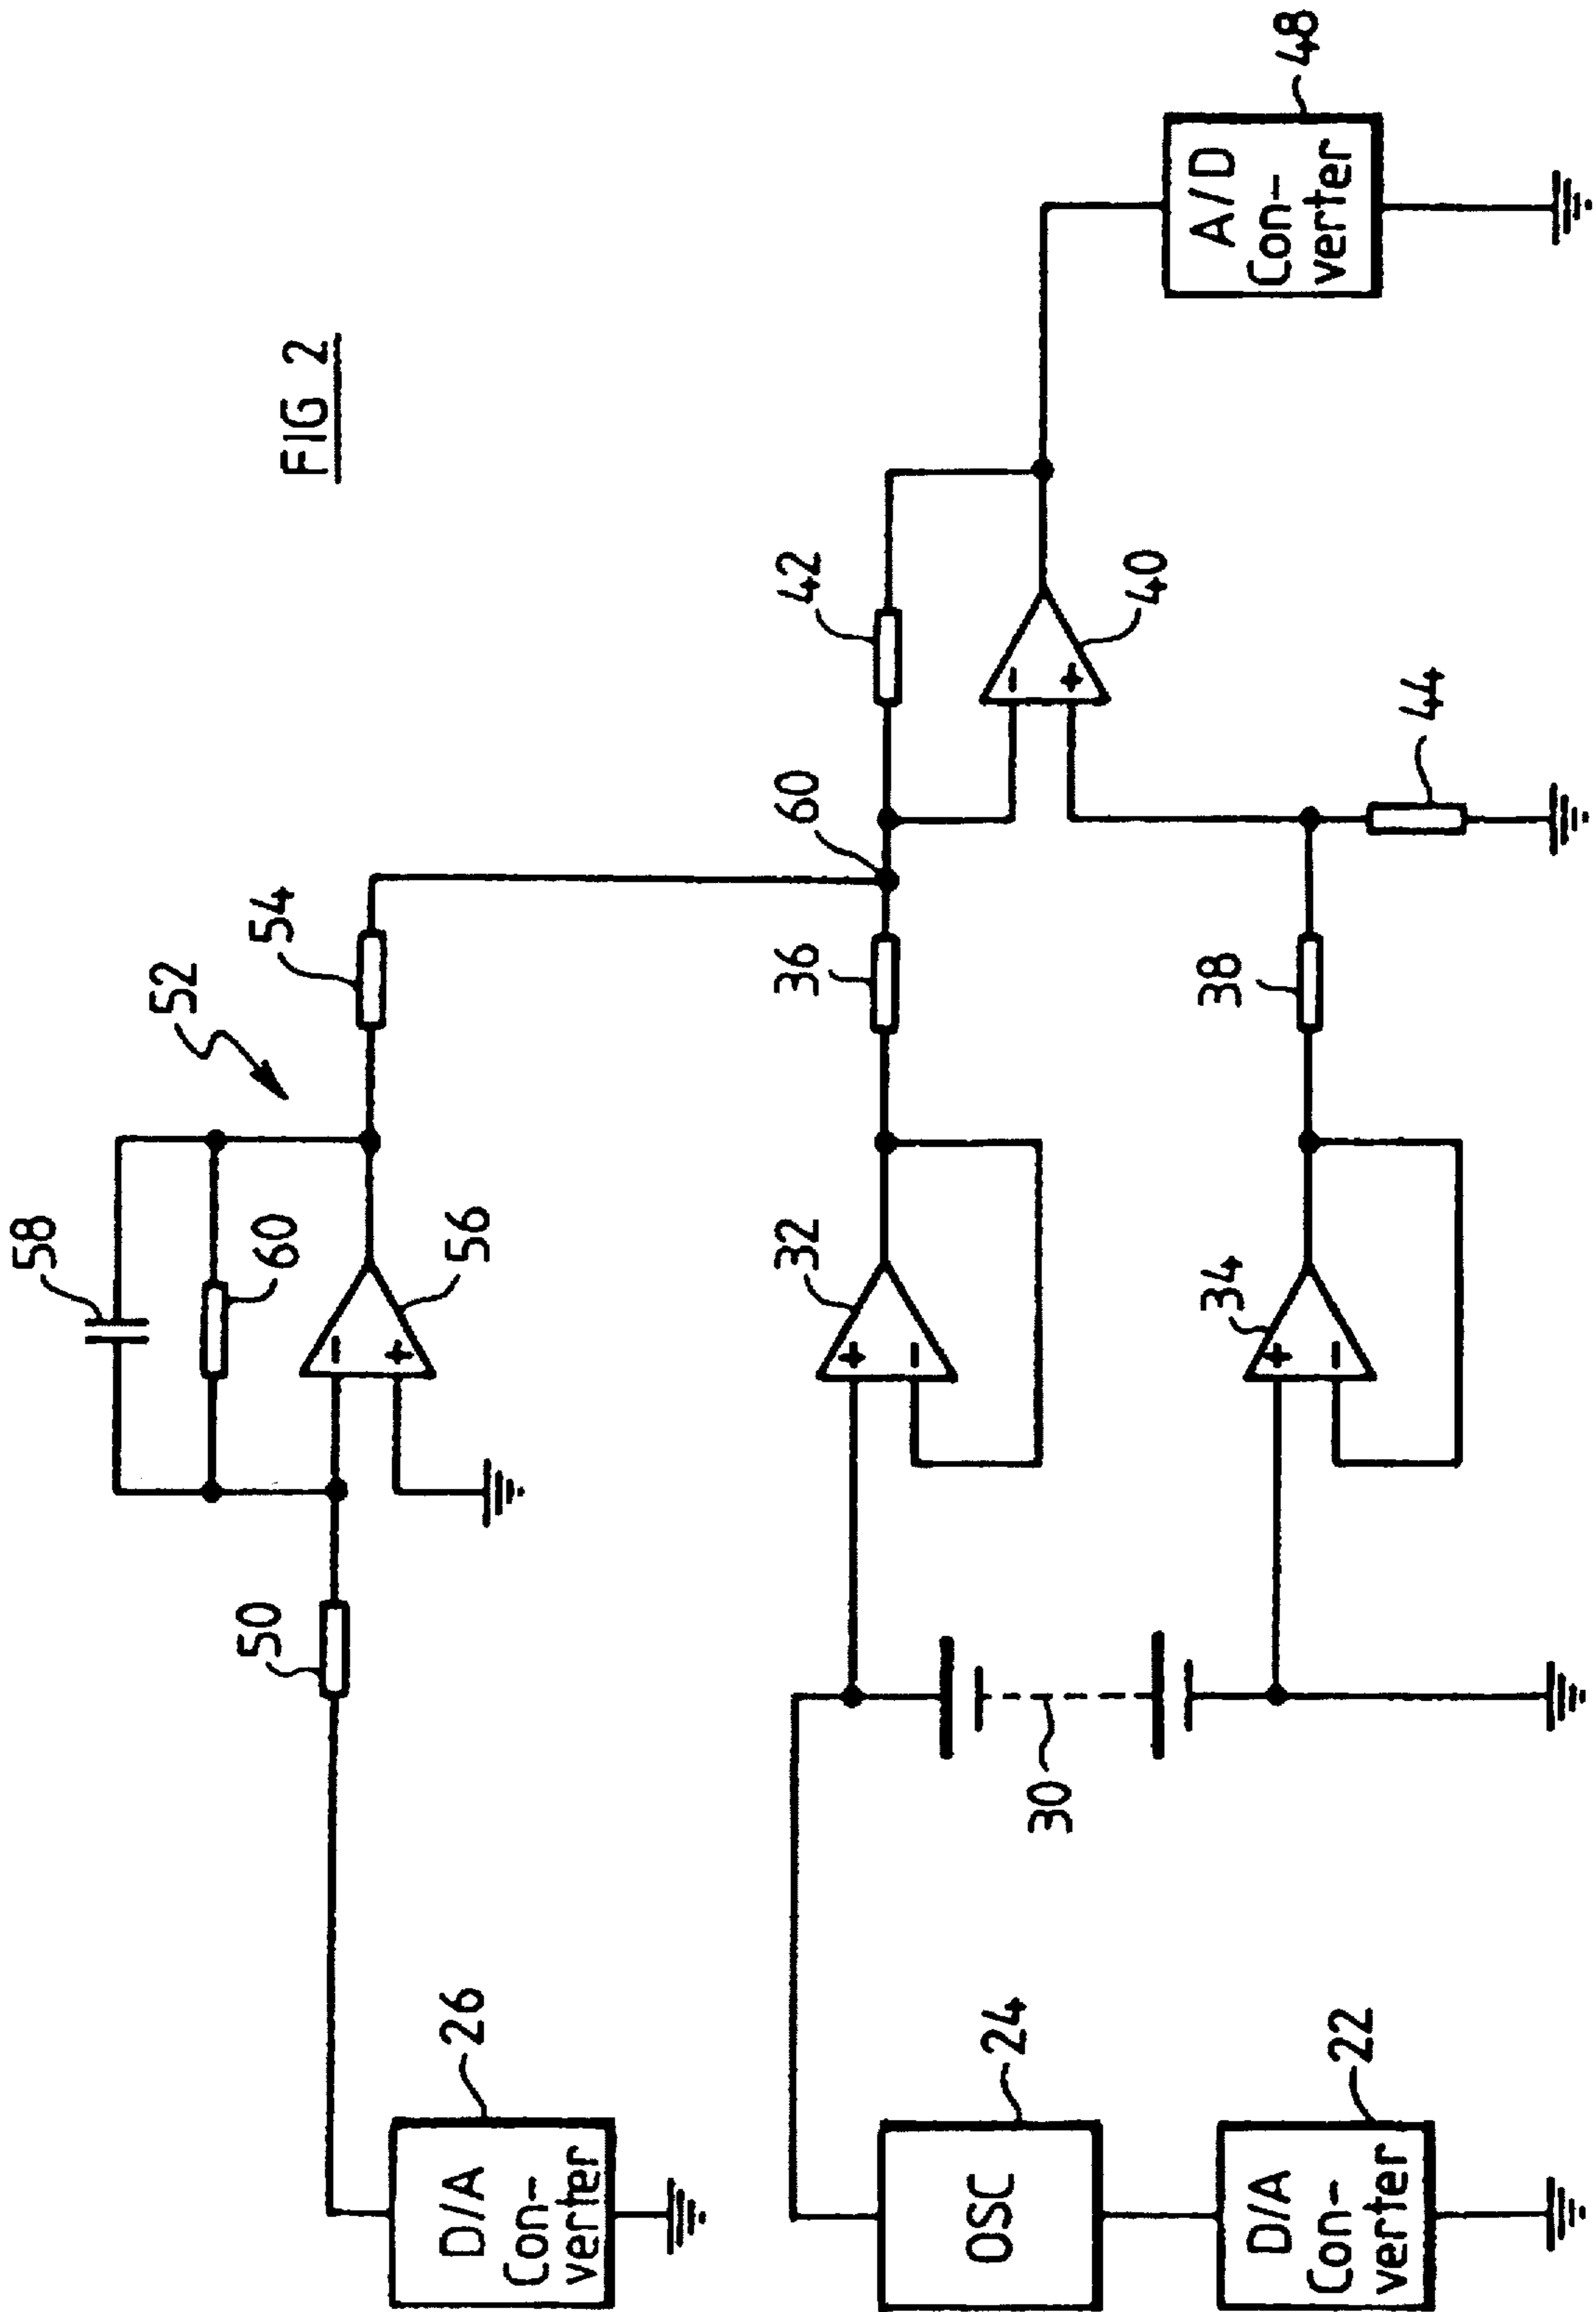 FIG 2
58
52
54
60
50
56
26
D/A
Con-
verter
32
36
60
42
40
A/D
Con-
verter
48
24
OSC
30
34
38
44
22
D/A
Con-
verter
+
-
+
-
+
-
+
-